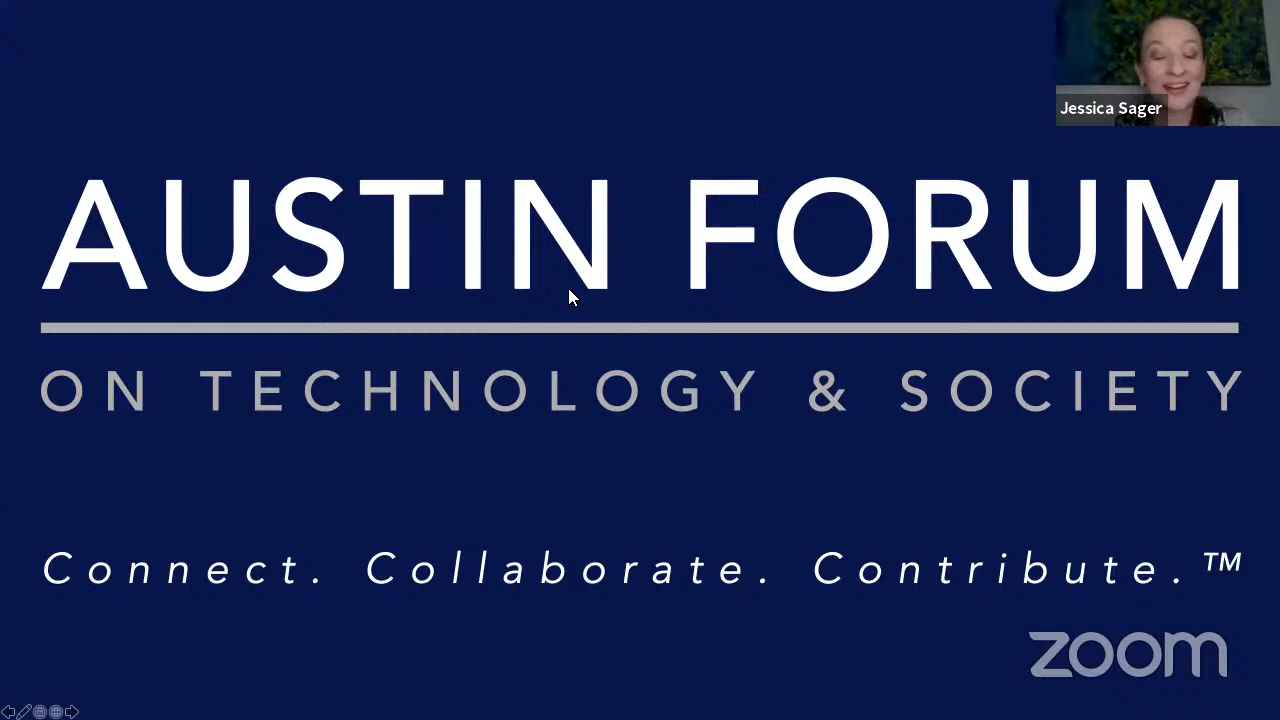 Jessica Sager
AUSTIN FORUM
ON TECHNOLOGY & SOCIETY
Connect. Collaborate. Contribute.™
zoom